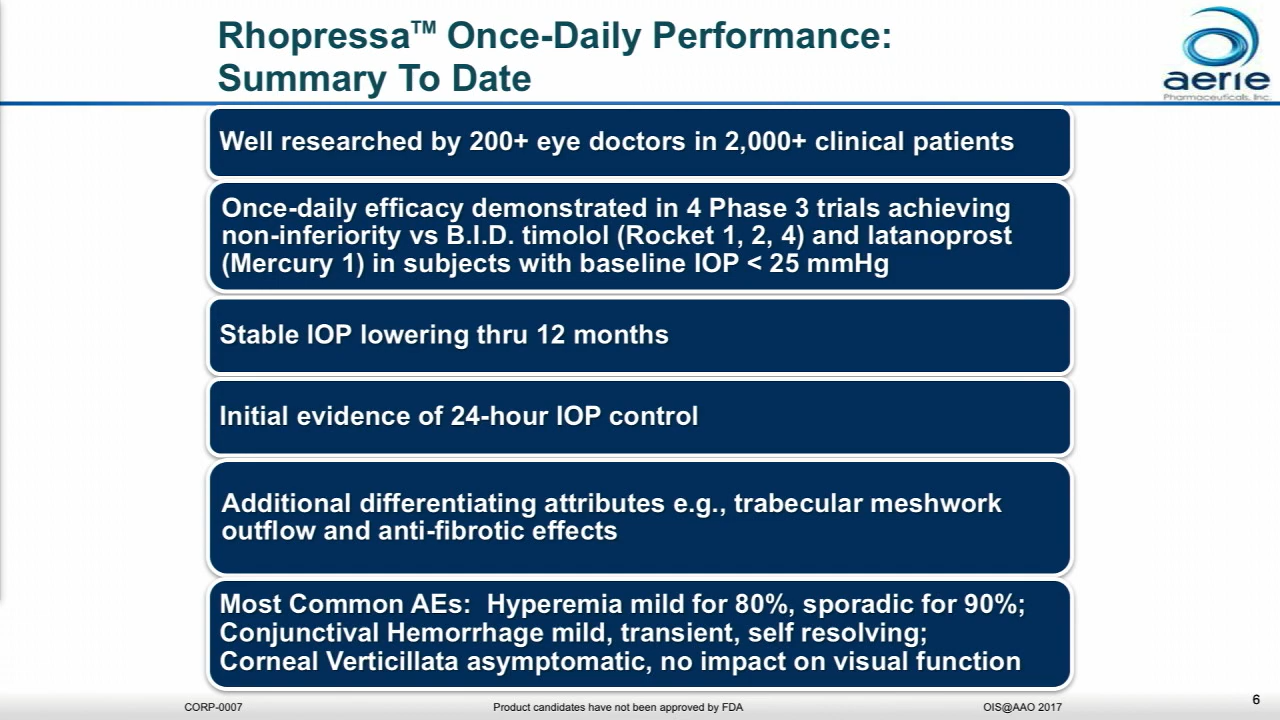 Rhopressa™ Once-Daily Performance:
Summary To Date
aerie
Pharmaceuticals, Inc.
Well researched by 200+ eye doctors in 2,000+ clinical patients
Once-daily efficacy demonstrated in 4 Phase 3 trials achieving
non-inferiority vs B.I.D. timolol (Rocket 1, 2, 4) and latanoprost
(Mercury 1) in subjects with baseline IOP < 25 mmHg
Stable IOP lowering thru 12 months
Initial evidence of 24-hour IOP control
Additional differentiating attributes e.g., trabecular meshwork
outflow and anti-fibrotic effects
Most Common AEs:  Hyperemia mild for 80%, sporadic for 90%;
Conjunctival Hemorrhage mild, transient, self resolving;
Corneal Verticillata asymptomatic, no impact on visual function
CORP-0007 Product candidates have not been approved by FDA OIS@AAO 2017 6